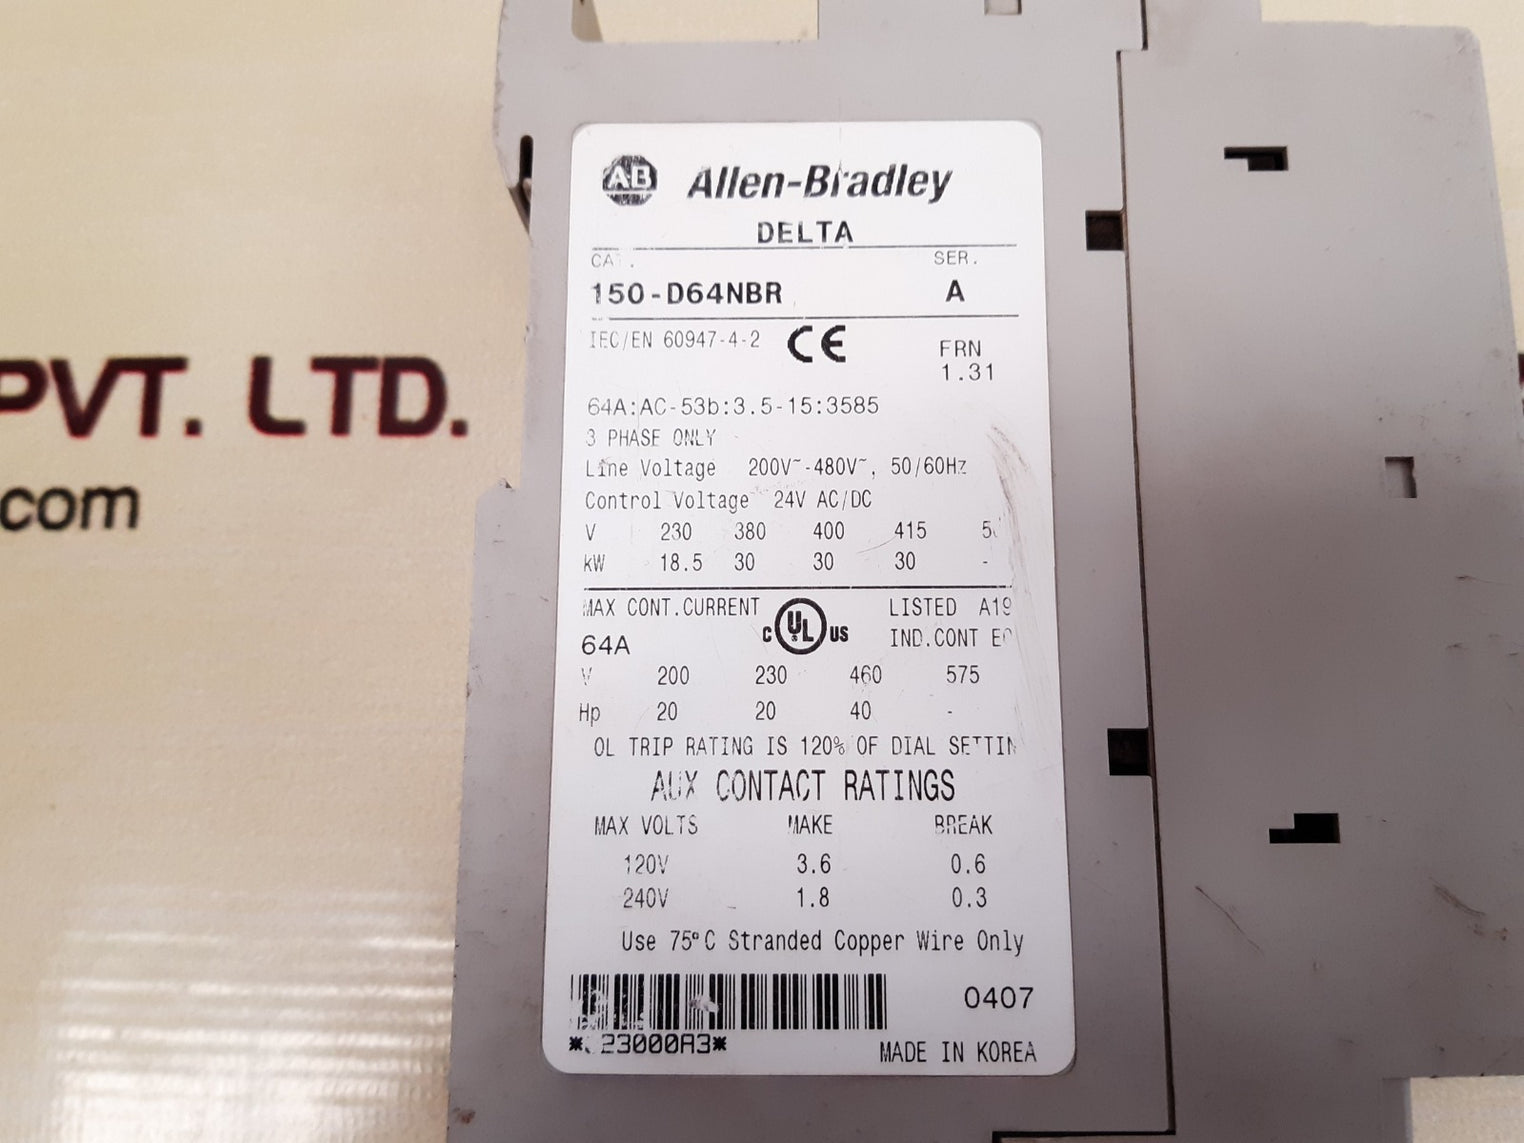 AB Allen-Bradley
DELTA
SER.
150-D64NBR A
IEC/EN 60947-4-2 CE FRN
1.31
64A:AC-53b:3.5-15:3585
3 PHASE ONLY
Line Voltage 200V~-480V~, 50/60Hz
Control Voltage 24V AC/DC
V 230 380 400 415
kW 18.5 30 30 30 -
MAX CONT.CURRENT LISTED
64A C UL US IND.CONT
V 200 230 460 575
Hp 20 20 40 -
OL TRIP RATING IS 120% OF DIAL
AUX CONTACT RATINGS
MAX VOLTS MAKE BREAK
120V 3.6 0.6
240V 1.8 0.3
Use 75°C Stranded Copper Wire Only
0407
MADE IN KOREA
PVT. LTD.
com